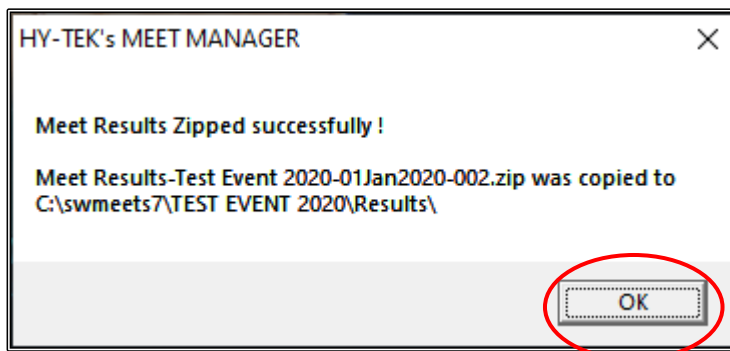 HY-TEK's MEET MANAGER
Meet Results Zipped successfully !
Meet Results-Test Event 2020-01Jan2020-002.zip was copied to
C:\swmeets7\TEST EVENT 2020\Results\
OK